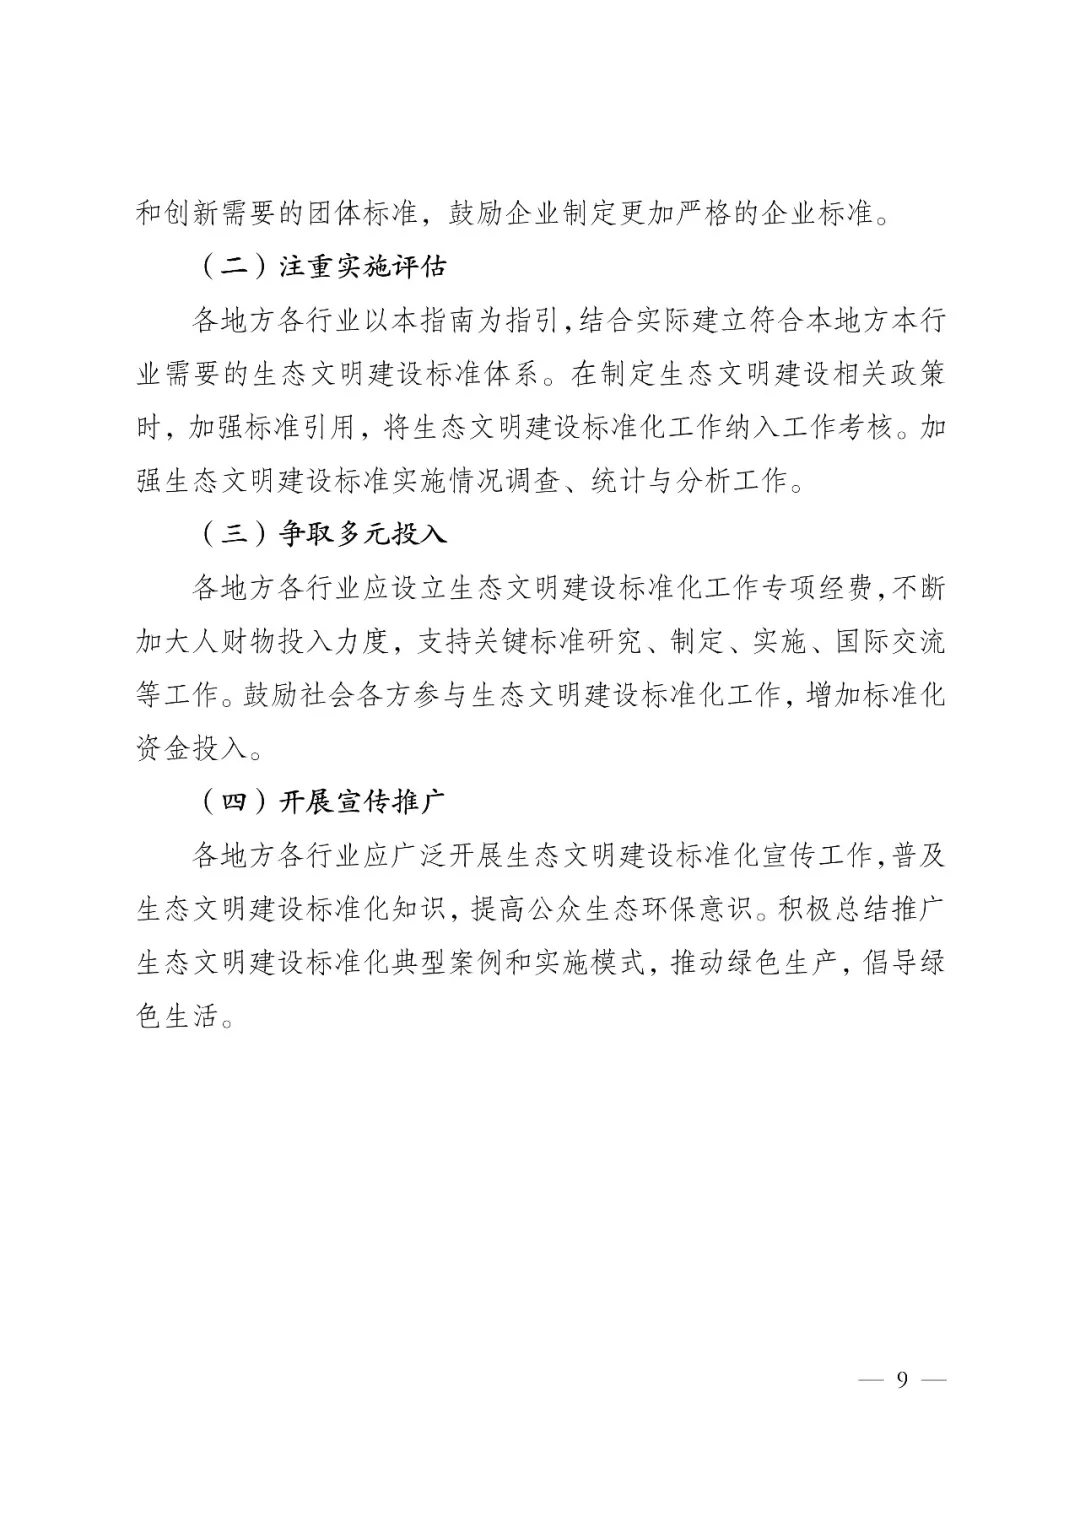 和创新需要的团体标准，鼓励企业制定更加严格的企业标准。
（二）注重实施评估
各地方各行业以本指南为指引，结合实际建立符合本地方本行
业需要的生态文明建设标准体系。在制定生态文明建设相关政策
时，加强标准引用，将生态文明建设标准化工作纳入工作考核。加
强生态文明建设标准实施情况调查、统计与分析工作。
（三）争取多元投入
各地方各行业应设立生态文明建设标准化工作专项经费，不断
加大人财物投入力度，支持关键标准研究、制定、实施、国际交流
等工作。鼓励社会各方参与生态文明建设标准化工作，增加标准化
资金投入。
（四）开展宣传推广
各地方各行业应广泛开展生态文明建设标准化宣传工作，普及
生态文明建设标准化知识，提高公众生态环保意识。积极总结推广
生态文明建设标准化典型案例和实施模式，推动绿色生产，倡导绿
色生活。
— 9 —